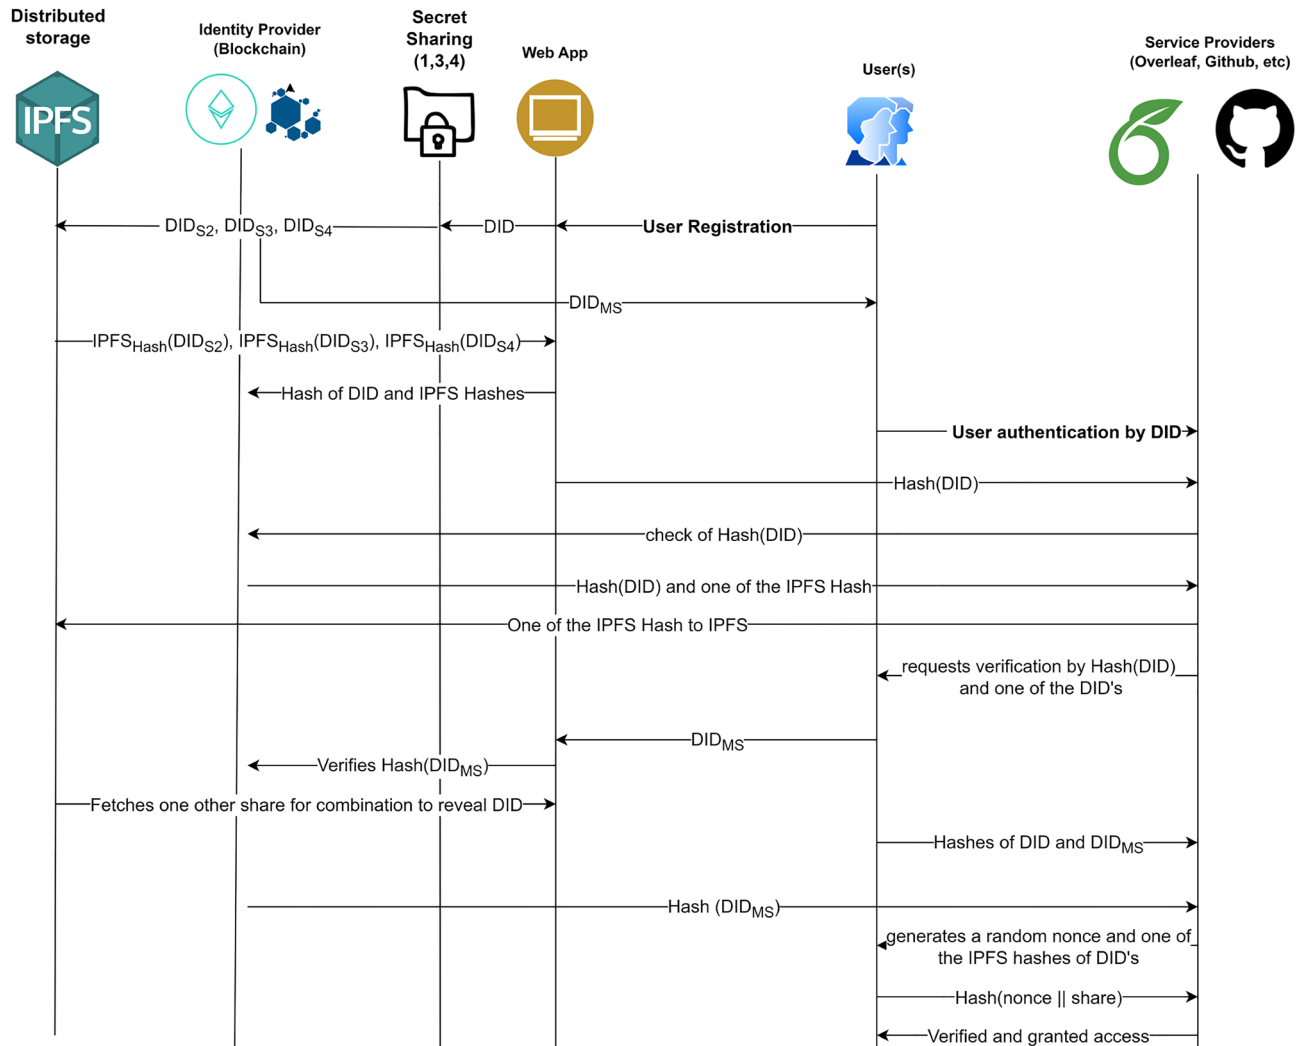 Distributed
storage
Identity Provider
(Blockchain)
Secret
Sharing
(1,3,4)
Web App
User(s)
Service Providers
(Overleaf, Github, etc)
IPFS
DIDS2, DIDS3, DIDS4
DID
User Registration
DIDMS
IPFSHash(DIDS2), IPFSHash(DIDS3), IPFSHash(DIDS4)
Hash of DID and IPFS Hashes
User authentication by DID
Hash(DID)
check of Hash(DID)
Hash(DID) and one of the IPFS Hash
One of the IPFS Hash to IPFS
requests verification by Hash(DID)
and one of the DID's
DIDMS
Verifies Hash(DIDMS)
Fetches one other share for combination to reveal DID
Hashes of DID and DIDMS
Hash (DIDMS)
generates a random nonce and one of
the IPFS hashes of DID's
Hash(nonce || share)
Verified and granted access